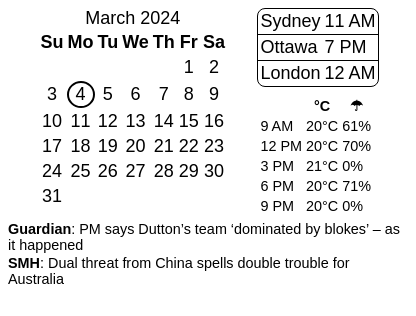 March 2024
Su Mo Tu We Th Fr Sa
1 2
3 4 5 6 7 8 9
10 11 12 13 14 15 16
17 18 19 20 21 22 23
24 25 26 27 28 29 30
31
Sydney 11 AM
Ottawa 7 PM
London 12 AM
°C ☂
9 AM 20°C 61%
12 PM 20°C 70%
3 PM 21°C 0%
6 PM 20°C 71%
9 PM 20°C 0%
Guardian: PM says Dutton’s team ‘dominated by blokes’ – as
it happened
SMH: Dual threat from China spells double trouble for
Australia